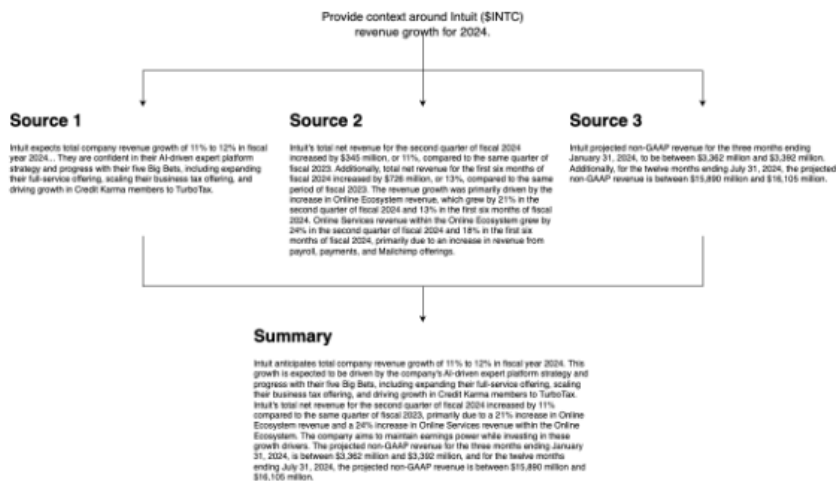 Provide context around Intuit ($INTC)
revenue growth for 2024.
Source 1
Intuit expects total company revenue growth of 11% to 12% in fiscal
year 2024... They are confident in their AI-driven expert platform
strategy and progress with their five Big Bets, including expanding
their full-service offering, scaling their business tax offering, and
driving growth in Credit Karma members to TurboTax.
Source 2
Intuit's total net revenue for the second quarter of fiscal 2024
increased by $345 million, or 11%, compared to the same quarter of
fiscal 2023. Additionally, total net revenue for the first six months of
fiscal 2024 increased by $726 million, or 13%, compared to the same
period of fiscal 2023. The revenue growth was primarily driven by the
increase in Online Ecosystem revenue, which grew by 21% in the
second quarter of fiscal 2024 and 13% in the first six months of fiscal
2024. Online Services revenue within the Online Ecosystem grew by
24% in the second quarter of fiscal 2024 and 18% in the first six
months of fiscal 2024, primarily due to an increase in revenue from
payroll, payments, and Mailchimp offerings.
Source 3
Intuit projected non-GAAP revenue for the three months ending
January 31, 2024, to be between $3,362 million and $3,392 million.
Additionally, for the twelve months ending July 31, 2024, the projected
non-GAAP revenue is between $15,890 million and $16,105 million.
Summary
Intuit anticipates total company revenue growth of 11% to 12% in fiscal year 2024. This
growth is expected to be driven by the company's AI-driven expert platform strategy and
progress with their five Big Bets, including expanding their full-service offering, scaling
their business tax offering, and driving growth in Credit Karma members to TurboTax.
Intuit's total net revenue for the second quarter of fiscal 2024 increased by 11%
compared to the same quarter of fiscal 2023, primarily due to a 21% increase in Online
Ecosystem revenue and a 24% increase in Online Services revenue within the Online
Ecosystem. The company aims to maintain earnings power while investing in these
growth drivers. The projected non-GAAP revenue for the three months ending January
31, 2024, is between $3,362 million and $3,392 million, and for the twelve months
ending July 31, 2024, the projected non-GAAP revenue is between $15,890 million and
$16,105 million.